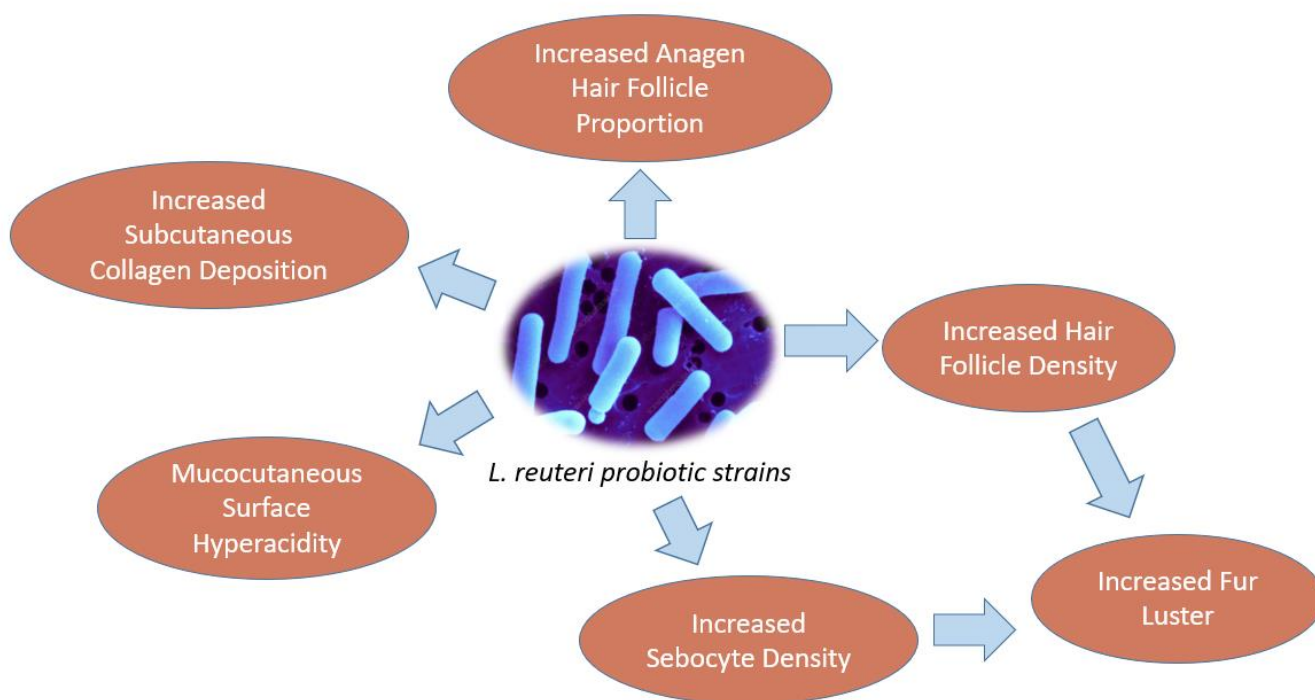 Increased Anagen
Hair Follicle
Proportion
Increased
Subcutaneous
Collagen Deposition
Increased Hair
Follicle Density
L. reuteri probiotic strains
Mucocutaneous
Surface
Hyperacidity
Increased Fur
Luster
Increased
Sebocyte Density